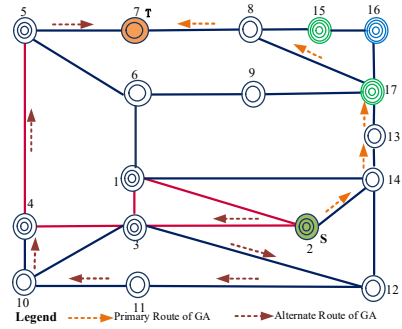 5 7 T 8 15 16
6 9 17
13
1 14
4 3 2 S
10 11 12
Legend Primary Route of GA Alternate Route of GA